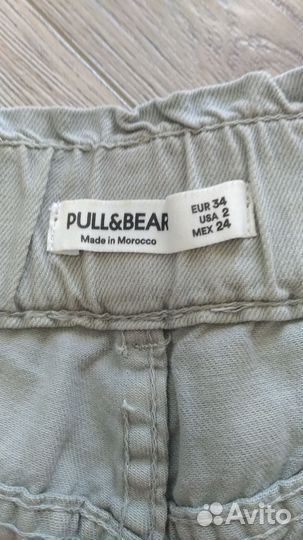 PULL&BEAR
Made in Morocco
EUR 34
USA 2
MEX 24
Avito